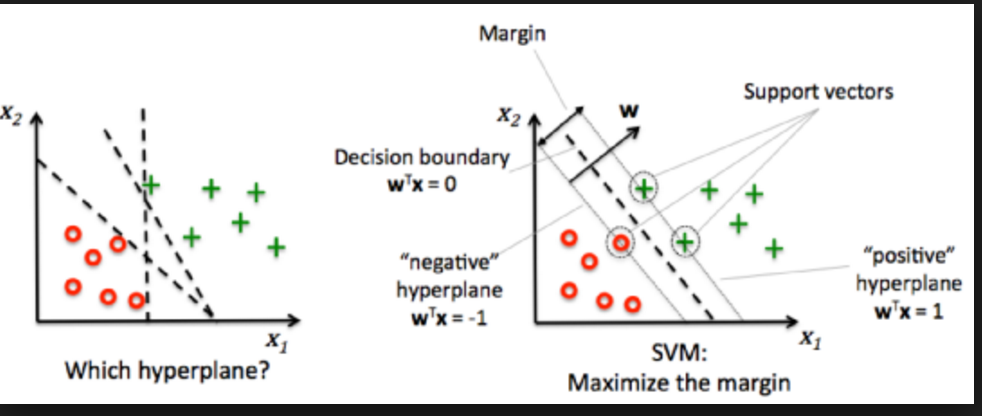 x2
x1
Which hyperplane?
Margin
x2
w
Support vectors
Decision boundary
wTx = 0
"negative"
hyperplane
wTx = -1
"positive"
hyperplane
wTx = 1
x1
SVM:
Maximize the margin